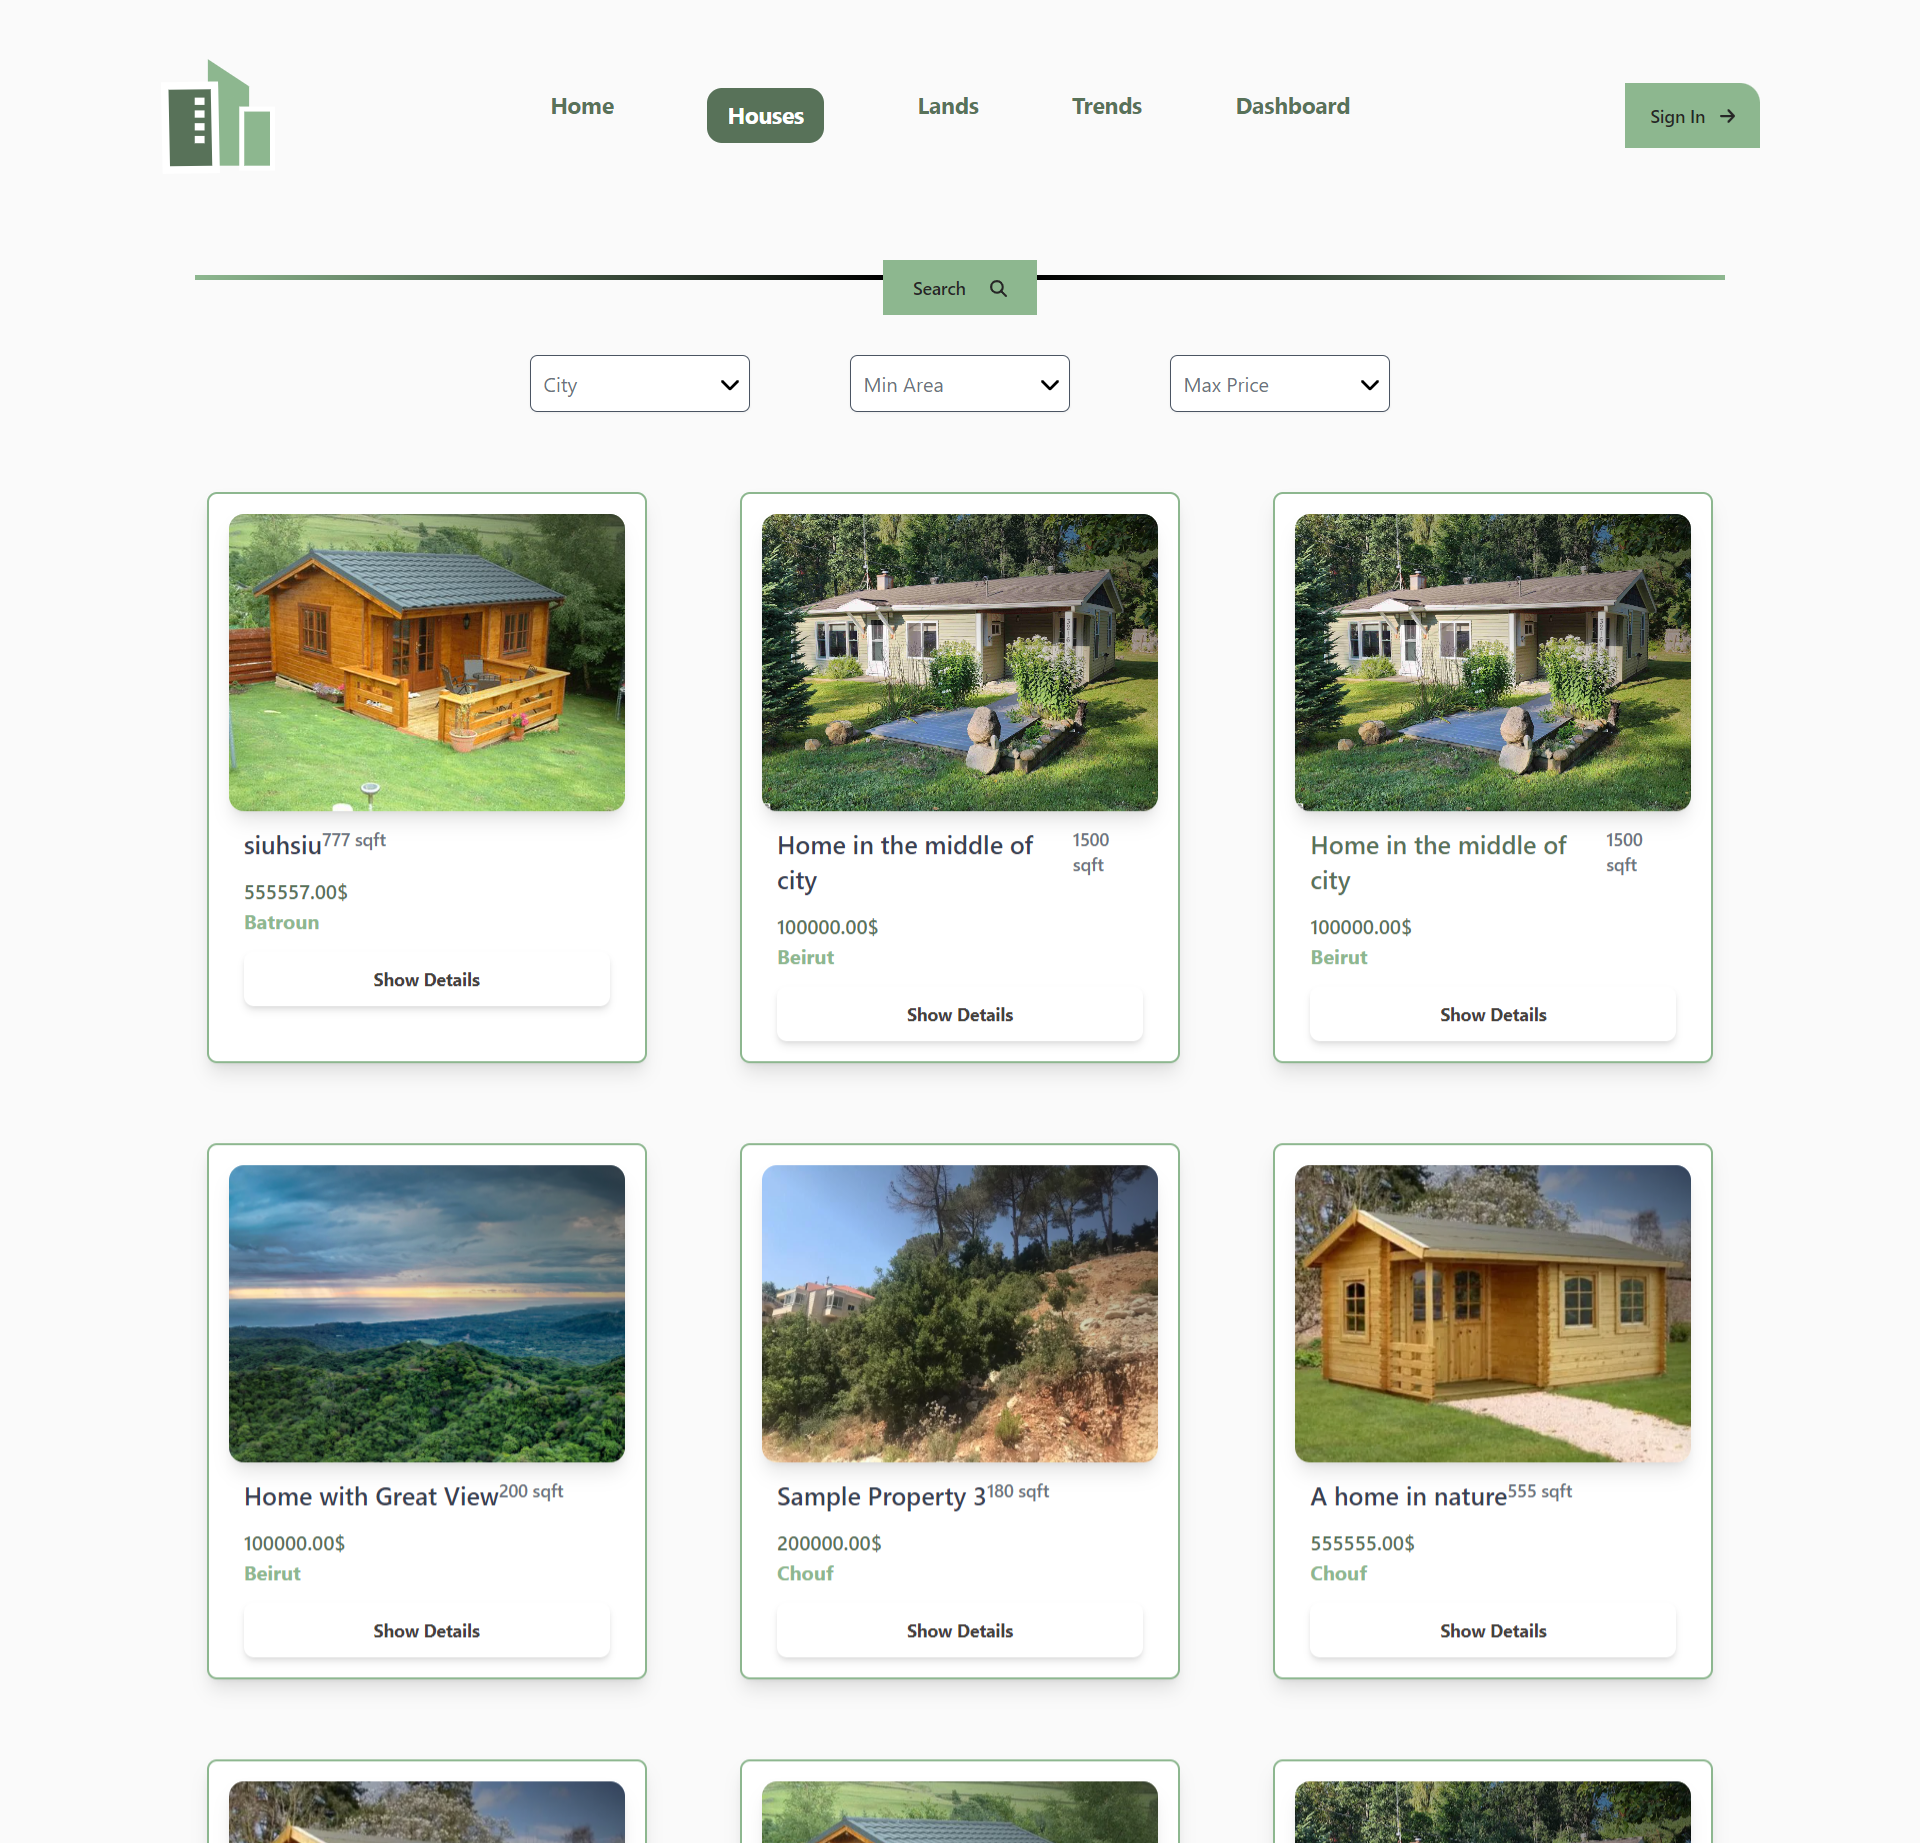 Home
Houses
Lands
Trends
Dashboard
Sign In
Search
City
Min Area
Max Price
siuhsiu 777 sqft
555557.00$
Batroun
Show Details
Home in the middle of 1500
city sqft
100000.00$
Beirut
Show Details
Home in the middle of 1500
city sqft
100000.00$
Beirut
Show Details
Home with Great View 200 sqft
100000.00$
Beirut
Show Details
Sample Property 3 180 sqft
200000.00$
Chouf
Show Details
A home in nature 555 sqft
555555.00$
Chouf
Show Details